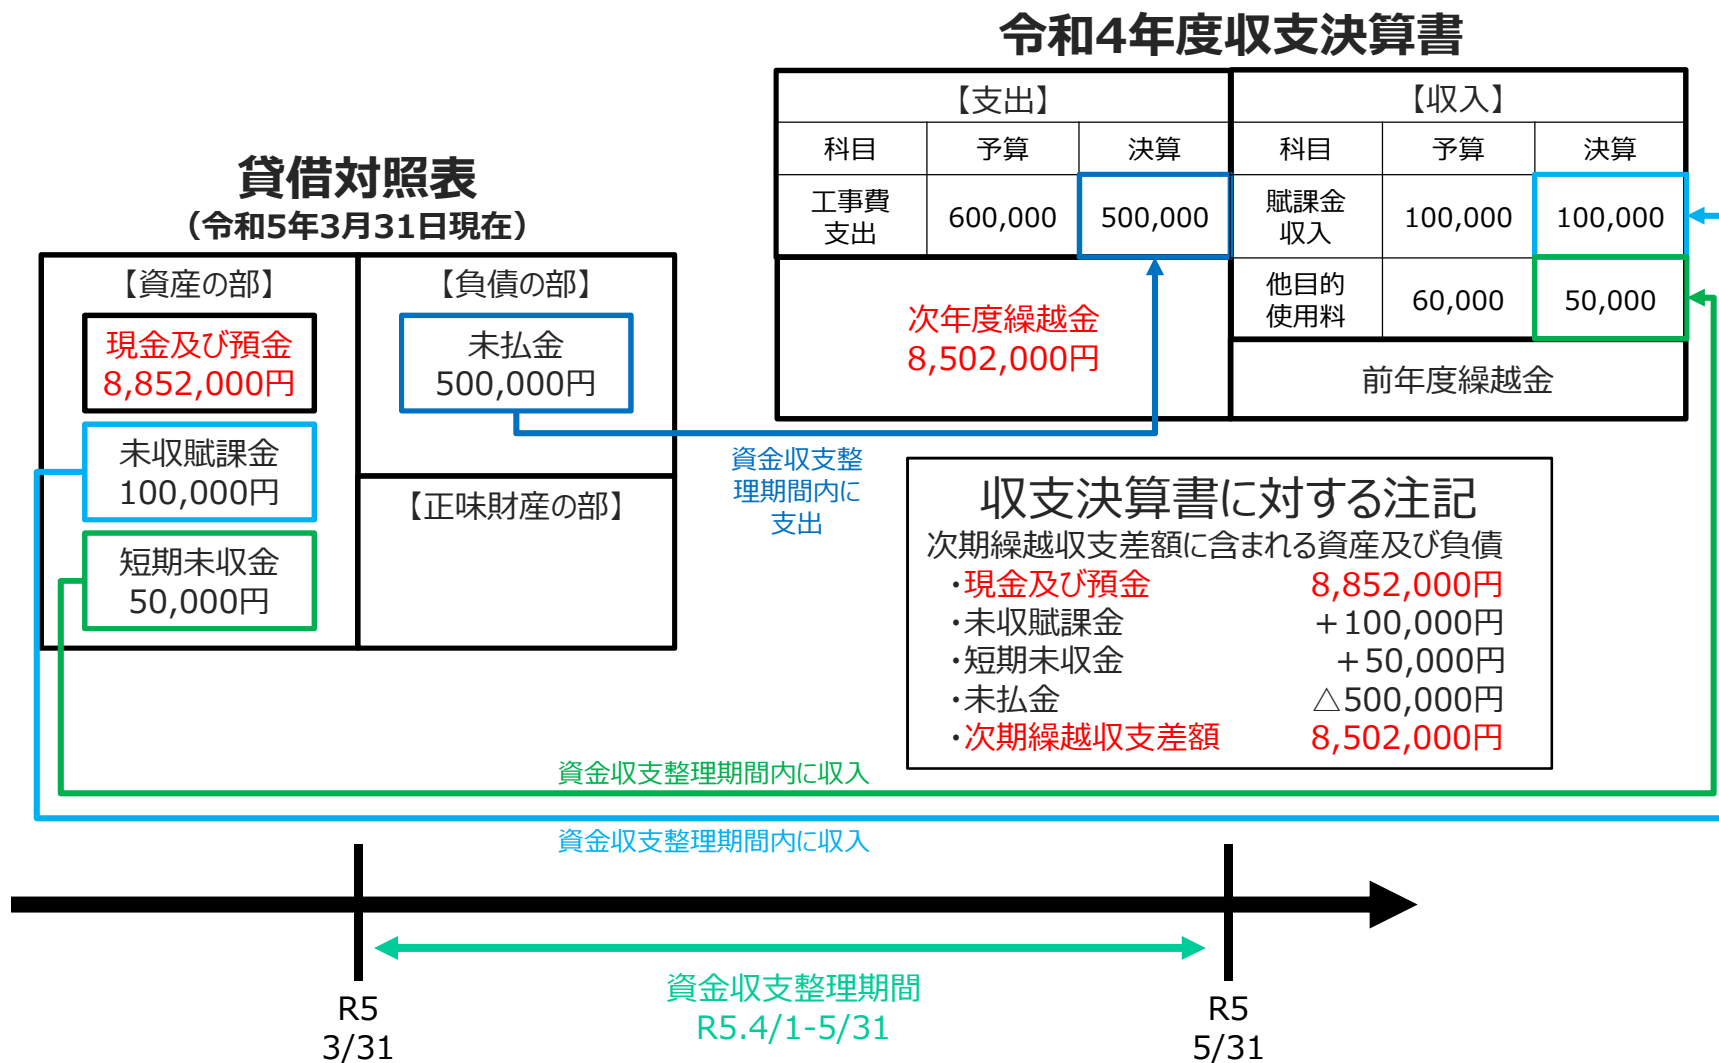 令和4年度収支決算書
【支出】
【収入】
科目
予算
決算
科目
予算
決算
工事費
支出
600,000
500,000
賦課金
収入
100,000
100,000
次年度繰越金
8,502,000円
他目的
使用料
60,000
50,000
前年度繰越金
貸借対照表
（令和5年3月31日現在）
【資産の部】
現金及び預金
8,852,000円
未収賦課金
100,000円
短期未収金
50,000円
【負債の部】
未払金
500,000円
【正味財産の部】
資金収支整
理期間内に
支出
収支決算書に対する注記
次期繰越収支差額に含まれる資産及び負債
・現金及び預金 8,852,000円
・未収賦課金 ＋100,000円
・短期未収金 ＋50,000円
・未払金 △500,000円
・次期繰越収支差額 8,502,000円
資金収支整理期間内に収入
資金収支整理期間内に収入
R5
3/31
資金収支整理期間
R5.4/1-5/31
R5
5/31